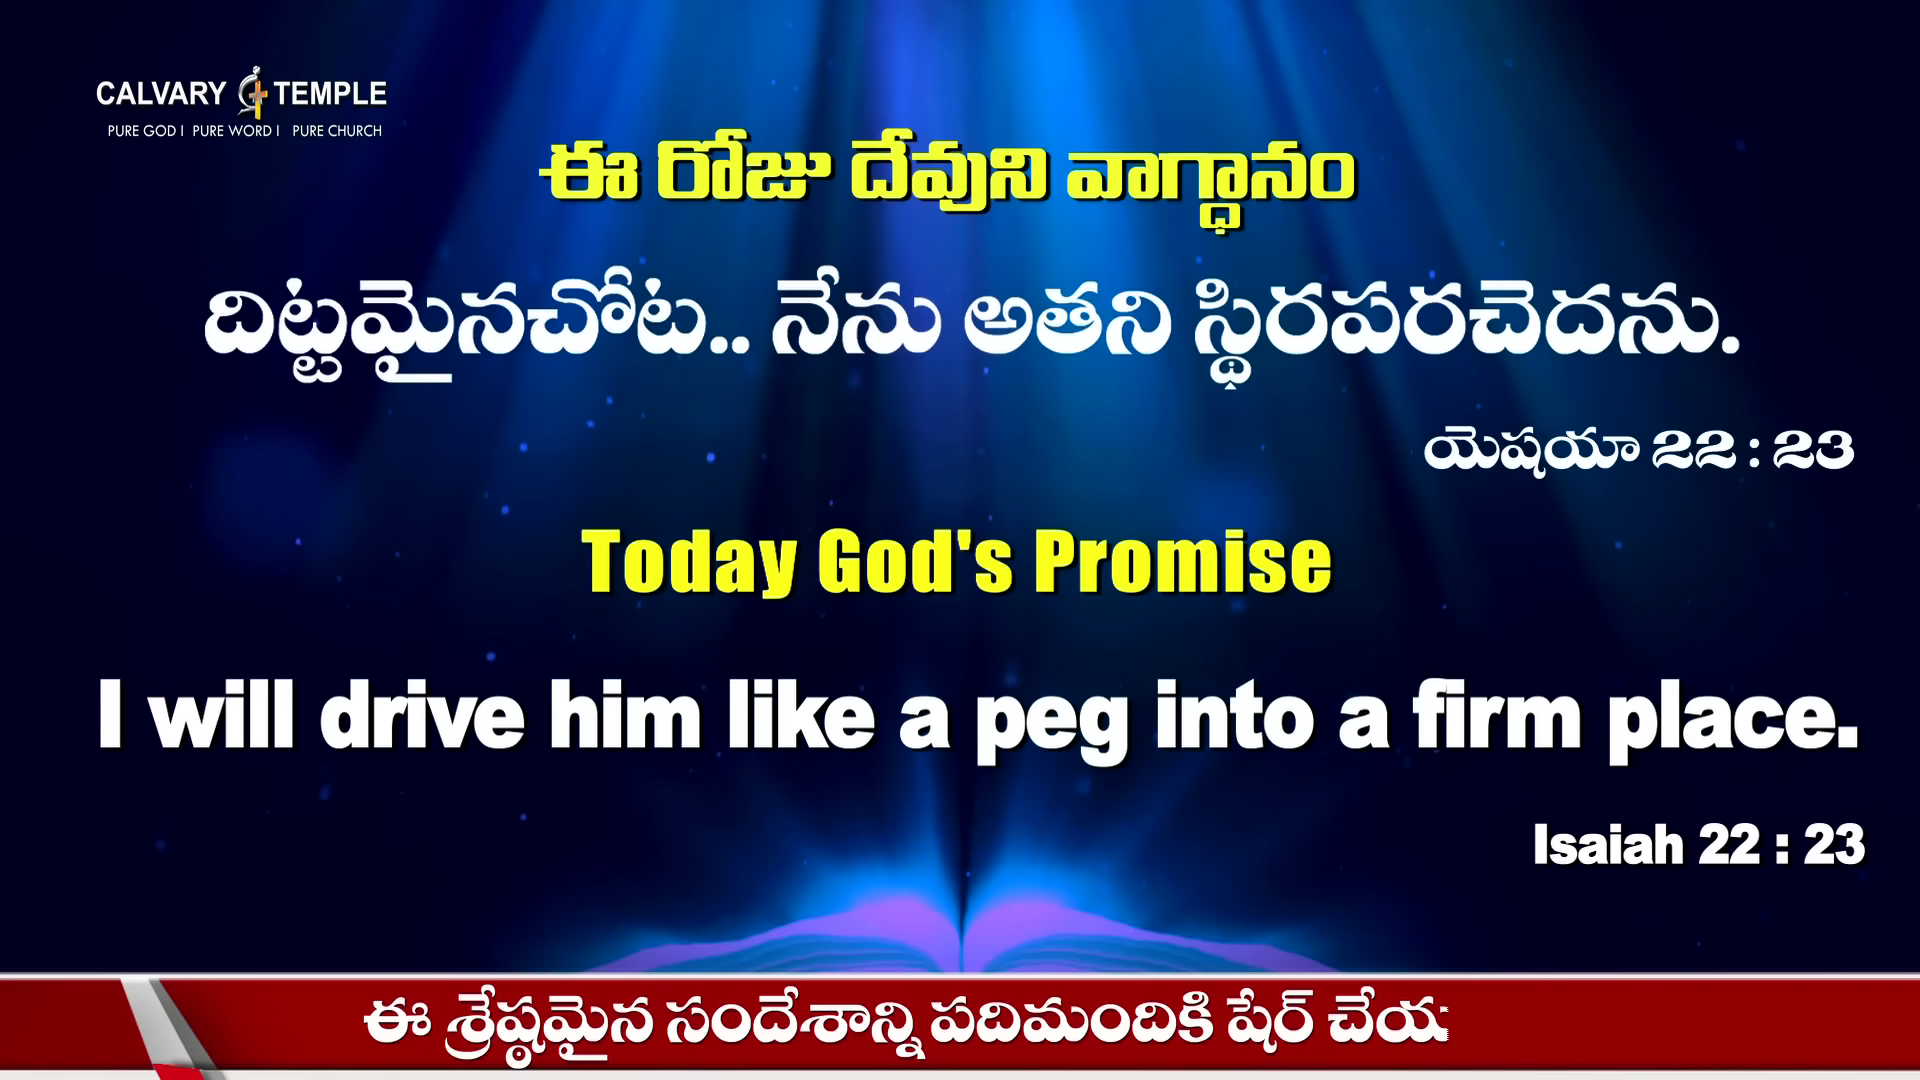 CALVARY TEMPLE
PURE GOD I PURE WORD I PURE CHURCH
ఈ రోజు దేవుని వాగ్ధానం
దిట్టమైనచోట.. నేను అతని స్థిరపరచెదను.
యెషయా 22 : 23
Today God's Promise
I will drive him like a peg into a firm place.
Isaiah 22 : 23
ఈ శ్రేష్ఠమైన సందేశాన్ని పదిమందికి షేర్ చేయ